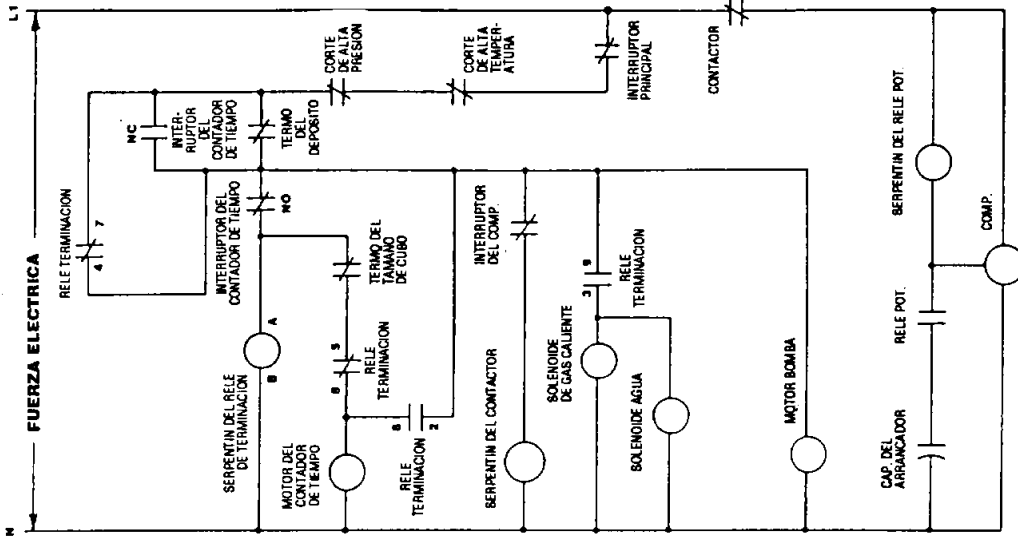 L1
FUERZA ELECTRICA
N
RELE TERMINACION
4 7
NC
INTER-
RUPTOR
DEL
CONTADOR
DE TIEMPO
TERMO
DEL
DEPOSITO
CORTE
DE ALTA
PRESION
CORTE
DE ALTA
TEMPER-
ATURA
INTERRUPTOR
PRINCIPAL
CONTACTOR
INTERRIPTOR DEL
CONTADOR DE TIEMPO
NO
SERPENTIN DEL RELE
DE TERMINACION
B A
TERMO DEL
TAMAÑO
DE CUBO
5
RELE
TERMINACION
MOTOR DEL
CONTADOR
DE TIEMPO
2
RELE
TERMINACION
INTERRUPTOR
DEL COMP.
SERPENTIN DEL CONTACTOR
3 9
RELE
TERMINACION
SOLENOIDE
DE GAS CALIENTE
SOLENOIDE AGUA
MOTOR BOMBA
SERPENTIN DEL RELE POT.
RELE POT.
COMP.
CAP. DEL
ARRANCADOR